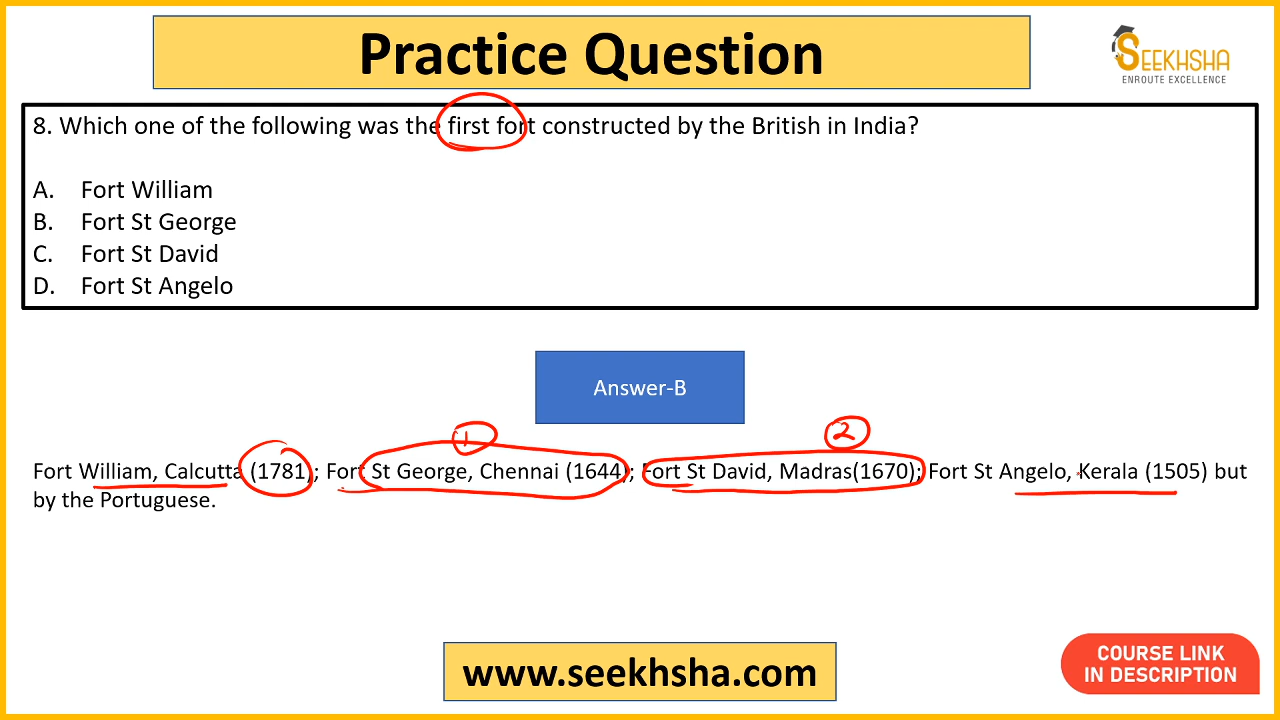 Practice Question
SEEKHSHA
ENROUTE EXCELLENCE
8. Which one of the following was the first fort constructed by the British in India?
A. Fort William
B. Fort St George
C. Fort St David
D. Fort St Angelo
Answer-B
1
2
Fort William, Calcutta (1781); Fort St George, Chennai (1644); Fort St David, Madras(1670); Fort St Angelo, Kerala (1505) but
by the Portuguese.
www.seekhsha.com
COURSE LINK
IN DESCRIPTION